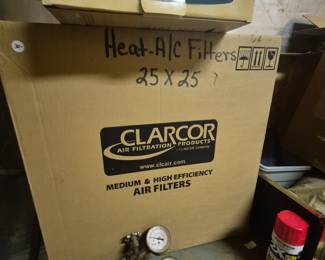 Heat-A/C Filters
25 x 25
CLARCOR
AIR FILTRATION PRODUCTS
www.clcair.com
MEDIUM & HIGH EFFICIENCY
AIR FILTERS